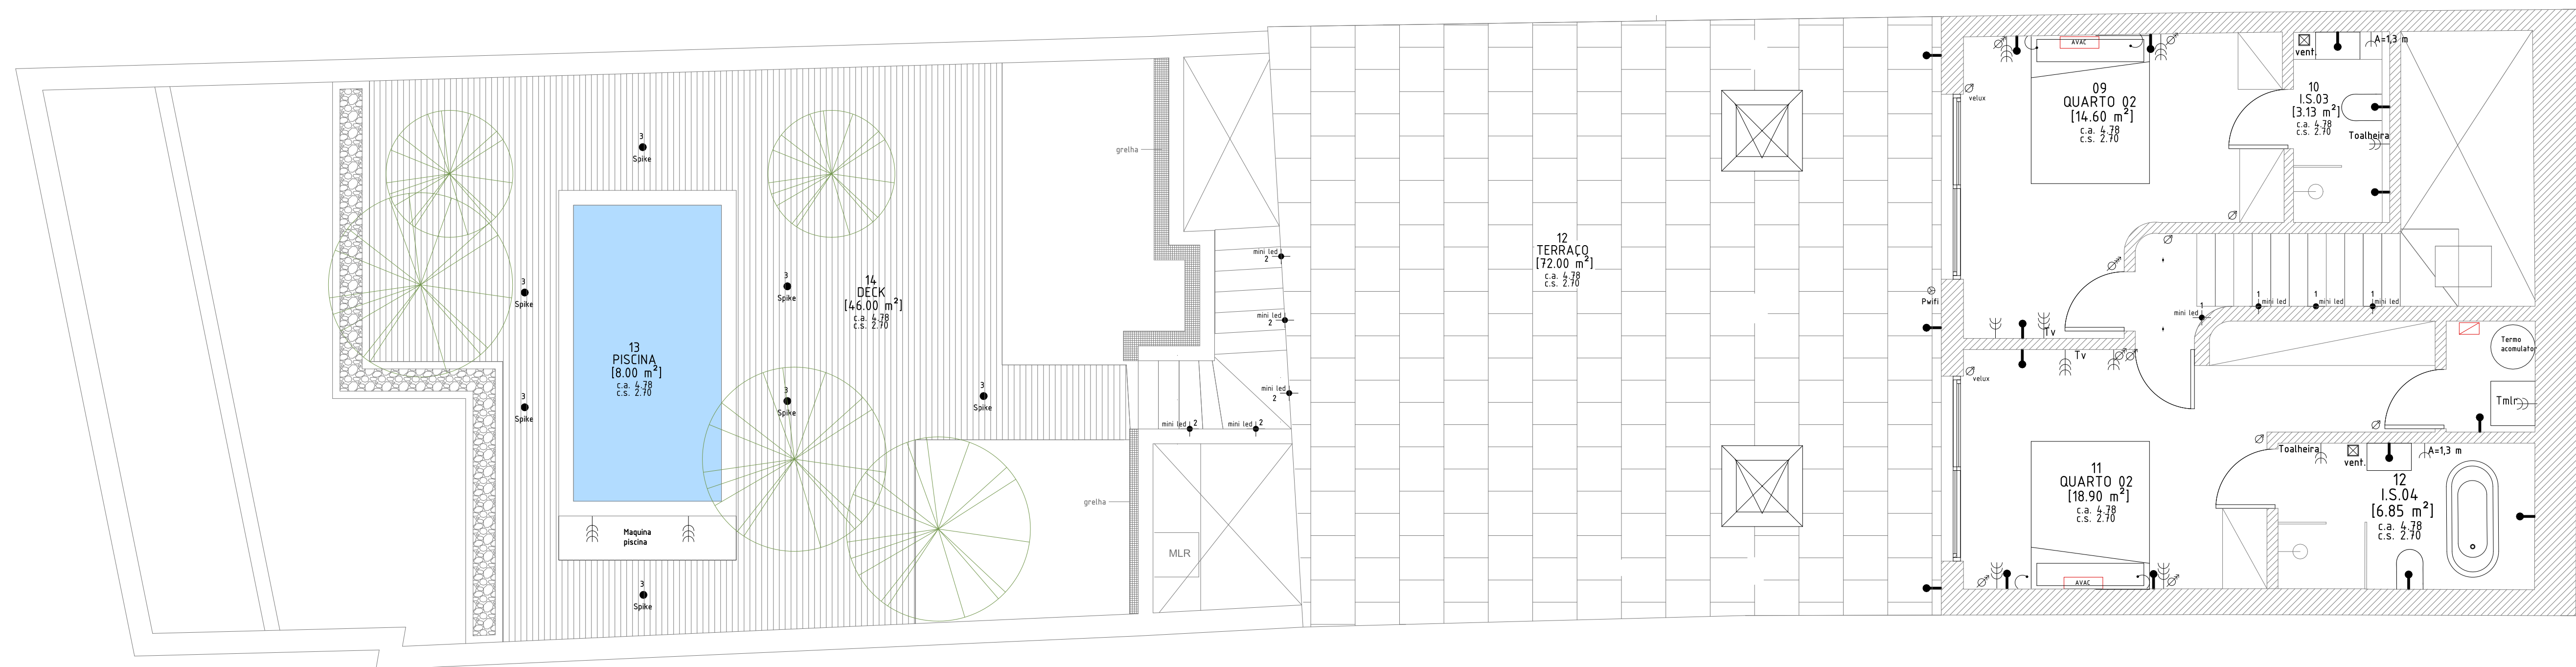 3
Spike
3
Spike
3
Spike
3
Spike
3
Spike
3
Spike
3
Spike
13
PISCINA
[8.00 m²]
c.a. 4.78
c.s. 2.70
Maquina
piscina
14
DECK
[46.00 m²]
c.a. 4.78
c.s. 2.70
grelha
grelha
mini led
2
mini led
2
mini led
2
mini led 2
mini led 2
MLR
12
TERRAÇO
[72.00 m²]
c.a. 4.78
c.s. 2.70
Pwifi
velux
velux
AVAC
09
QUARTO 02
[14.60 m²]
c.a. 4.78
c.s. 2.70
vent.
A=1,3 m
10
I.S.03
[3.13 m²]
c.a. 4.78
c.s. 2.70
Toalheira
Tv
Tv
1
mini led
1
mini led
1
mini led
1
mini led
Termo
acumulator
Tmlr
11
QUARTO 02
[18.90 m²]
c.a. 4.78
c.s. 2.70
AVAC
Toalheira
vent.
A=1,3 m
12
I.S.04
[6.85 m²]
c.a. 4.78
c.s. 2.70